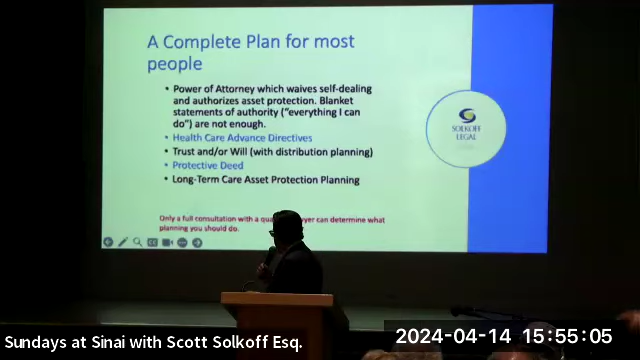 A Complete Plan for most
people
• Power of Attorney which waives self-dealing
and authorizes asset protection. Blanket
statements of authority ("everything I can
do") are not enough.
• Health Care Advance Directives
• Trust and/or Will (with distribution planning)
• Protective Deed
• Long-Term Care Asset Protection Planning
SOLKOFF
LEGAL
Only a full consultation with a lawyer can determine what
planning you should do.
Sundays at Sinai with Scott Solkoff Esq.
2024-04-14 15:55:05